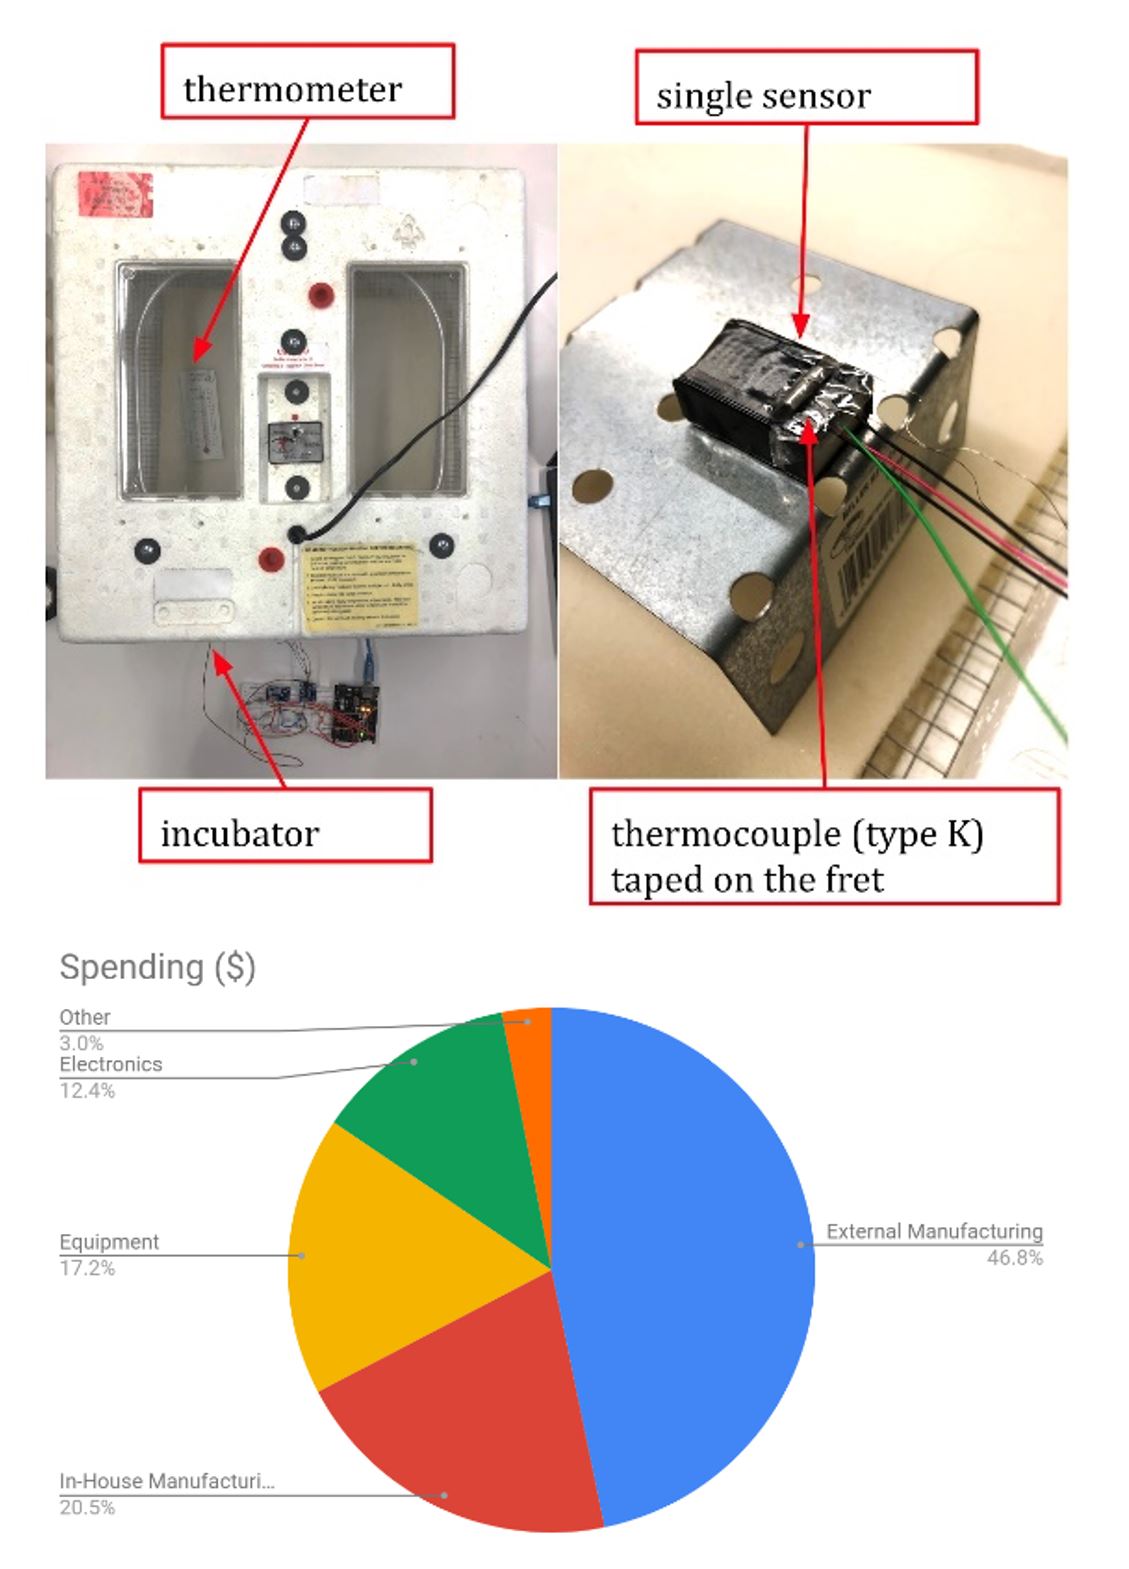 thermometer
single sensor
incubator
thermocouple (type K)
taped on the fret
Spending ($)
Other
3.0%
Electronics
12.4%
Equipment
17.2%
In-House Manufacturi...
20.5%
External Manufacturing
46.8%